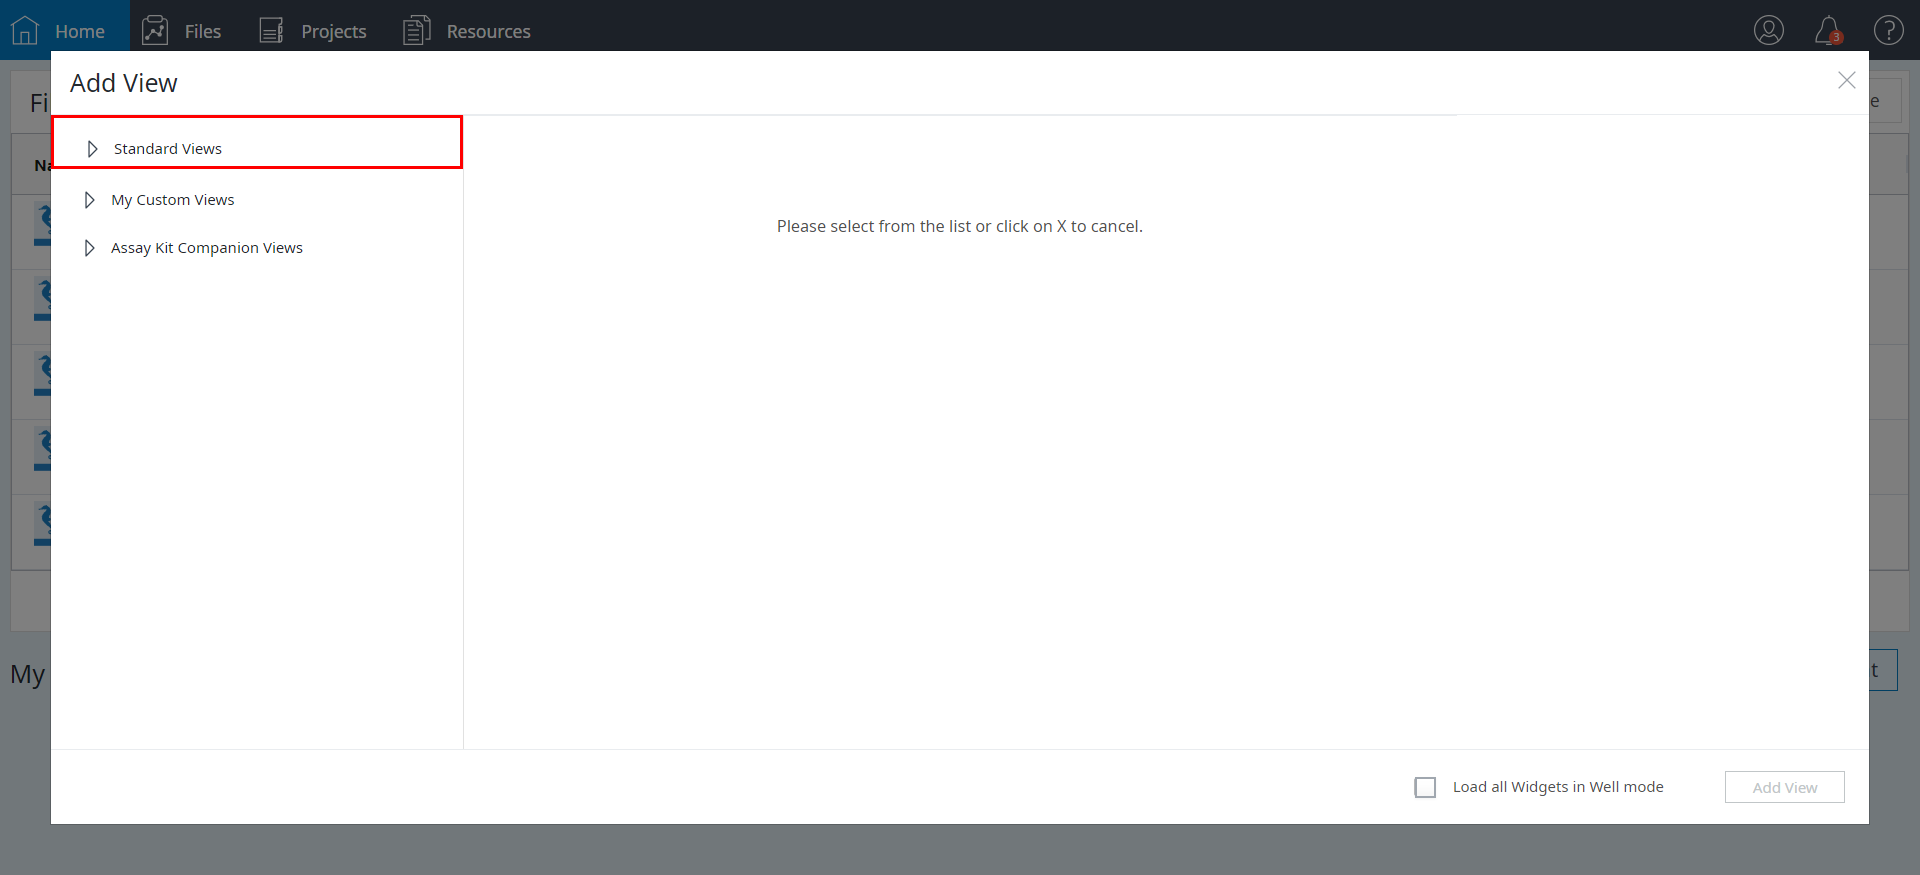 Home Files Projects Resources
3
Add View
Fi
e
Standard Views
Na
My Custom Views
Please select from the list or click on X to cancel.
Assay Kit Companion Views
My
t
Load all Widgets in Well mode
Add View